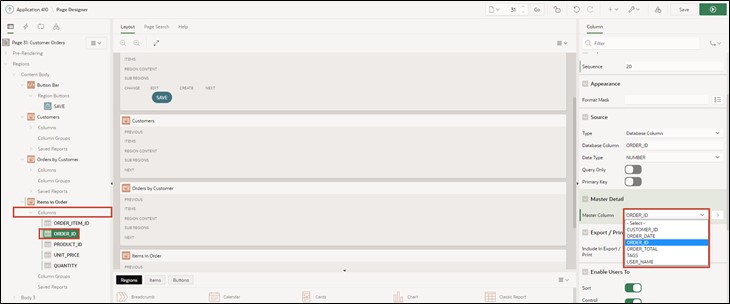 Application 410 \ Page Designer
31
Go
Save
Page 31: Customer Orders
Pre-Rendering
Regions
Content Body
Button Bar
Region Buttons
SAVE
Customers
Columns
Column Groups
Saved Reports
Orders by Customer
Columns
Column Groups
Saved Reports
Items in Order
Columns
ORDER_ITEM_ID
ORDER_ID
PRODUCT_ID
UNIT_PRICE
QUANTITY
Column Groups
Saved Reports
Layout
Page Search
Help
ITEMS
REGION CONTENT
SUB REGIONS
CHANGE EDIT CREATE NEXT
SAVE
Customers
PREVIOUS
ITEMS
REGION CONTENT
SUB REGIONS
NEXT
Orders by Customer
PREVIOUS
ITEMS
REGION CONTENT
SUB REGIONS
NEXT
Items in Order
PREVIOUS
Regions
Items
Buttons
Breadcrumbs
Calendar
Cards
Chart
Classic Report
Column
Filter
Sequence 20
Appearance
Format Mask
Source
Type Database Column
Database Column ORDER_ID
Data Type NUMBER
Query Only
Primary Key
Master Detail
Master Column ORDER_ID
- Select -
CUSTOMER_ID
ORDER_DATE
ORDER_ID
ORDER_TOTAL
TAGS
USER_NAME
Export /
Include In Export /
Print
Enable Users To
Sort